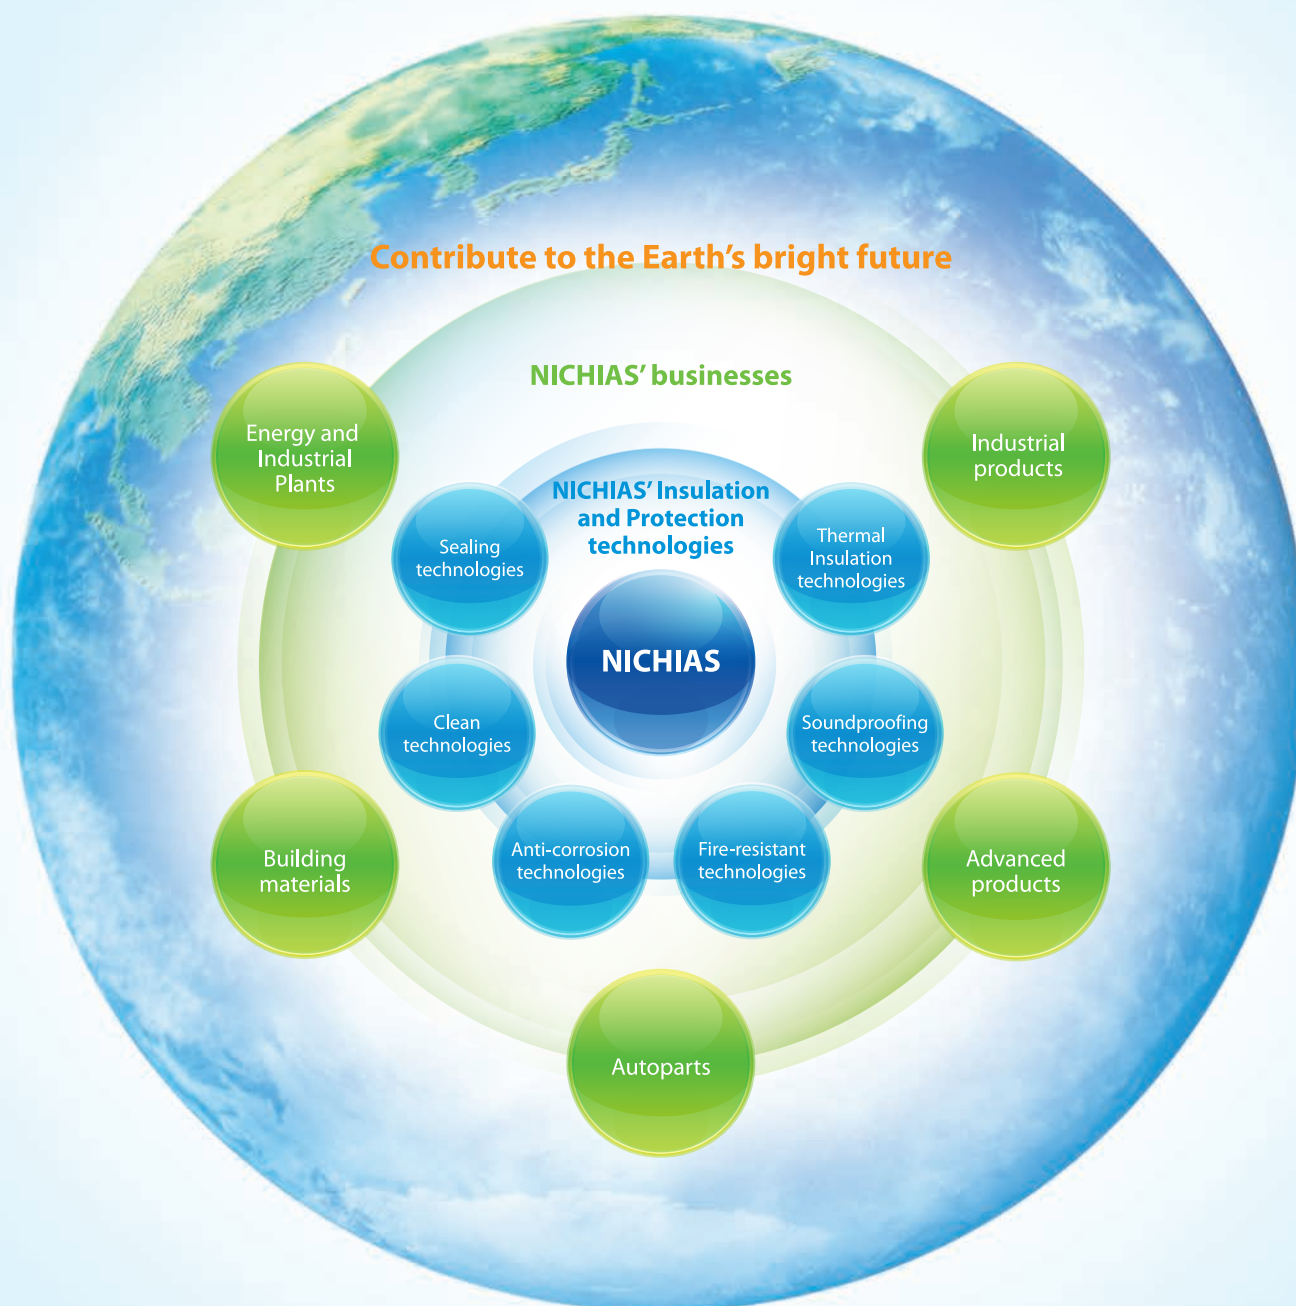 Contribute to the Earth’s bright future
NICHIAS’ businesses
Energy and
Industrial
Plants
Industrial
products
NICHIAS’ Insulation
and Protection
technologies
Sealing
technologies
Thermal
Insulation
technologies
NICHIAS
Clean
technologies
Soundproofing
technologies
Anti-corrosion
technologies
Fire-resistant
technologies
Building
materials
Advanced
products
Autoparts